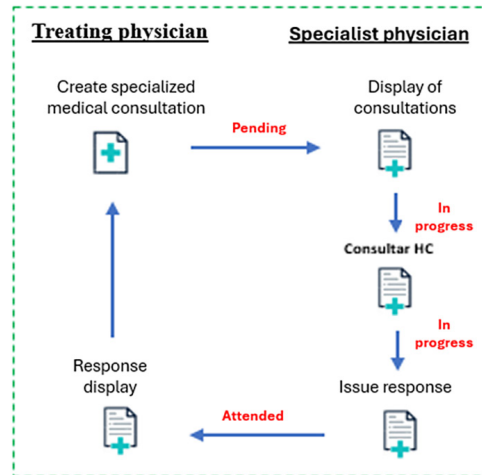 Treating physician
Specialist physician
Create specialized
medical consultation
Pending
Display of
consultations
In
progress
Consultar HC
In
progress
Response
display
Attended
Issue response